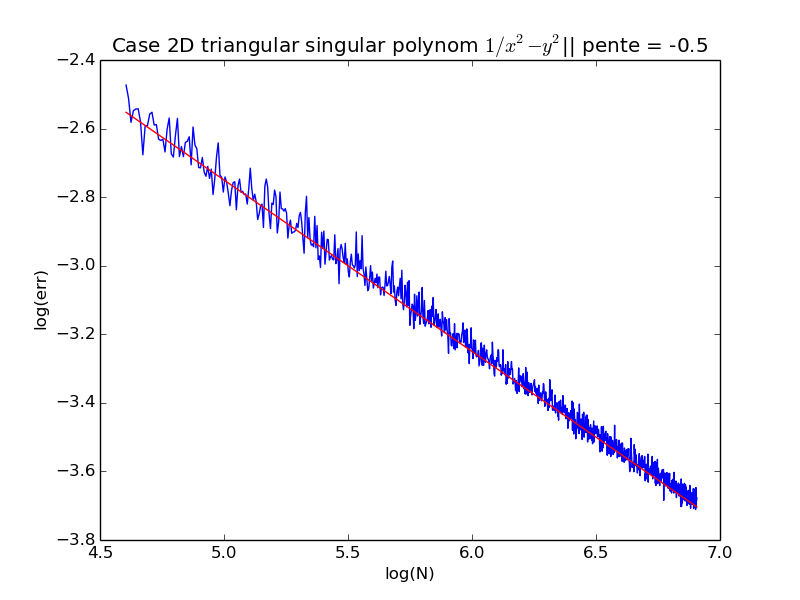 Case 2D triangular singular polynom 1/x² − y²|| pente = -0.5
−2.4
−2.6
−2.8
−3.0
−3.2
−3.4
−3.6
−3.8
log(err)
4.5 5.0 5.5 6.0 6.5 7.0
log(N)